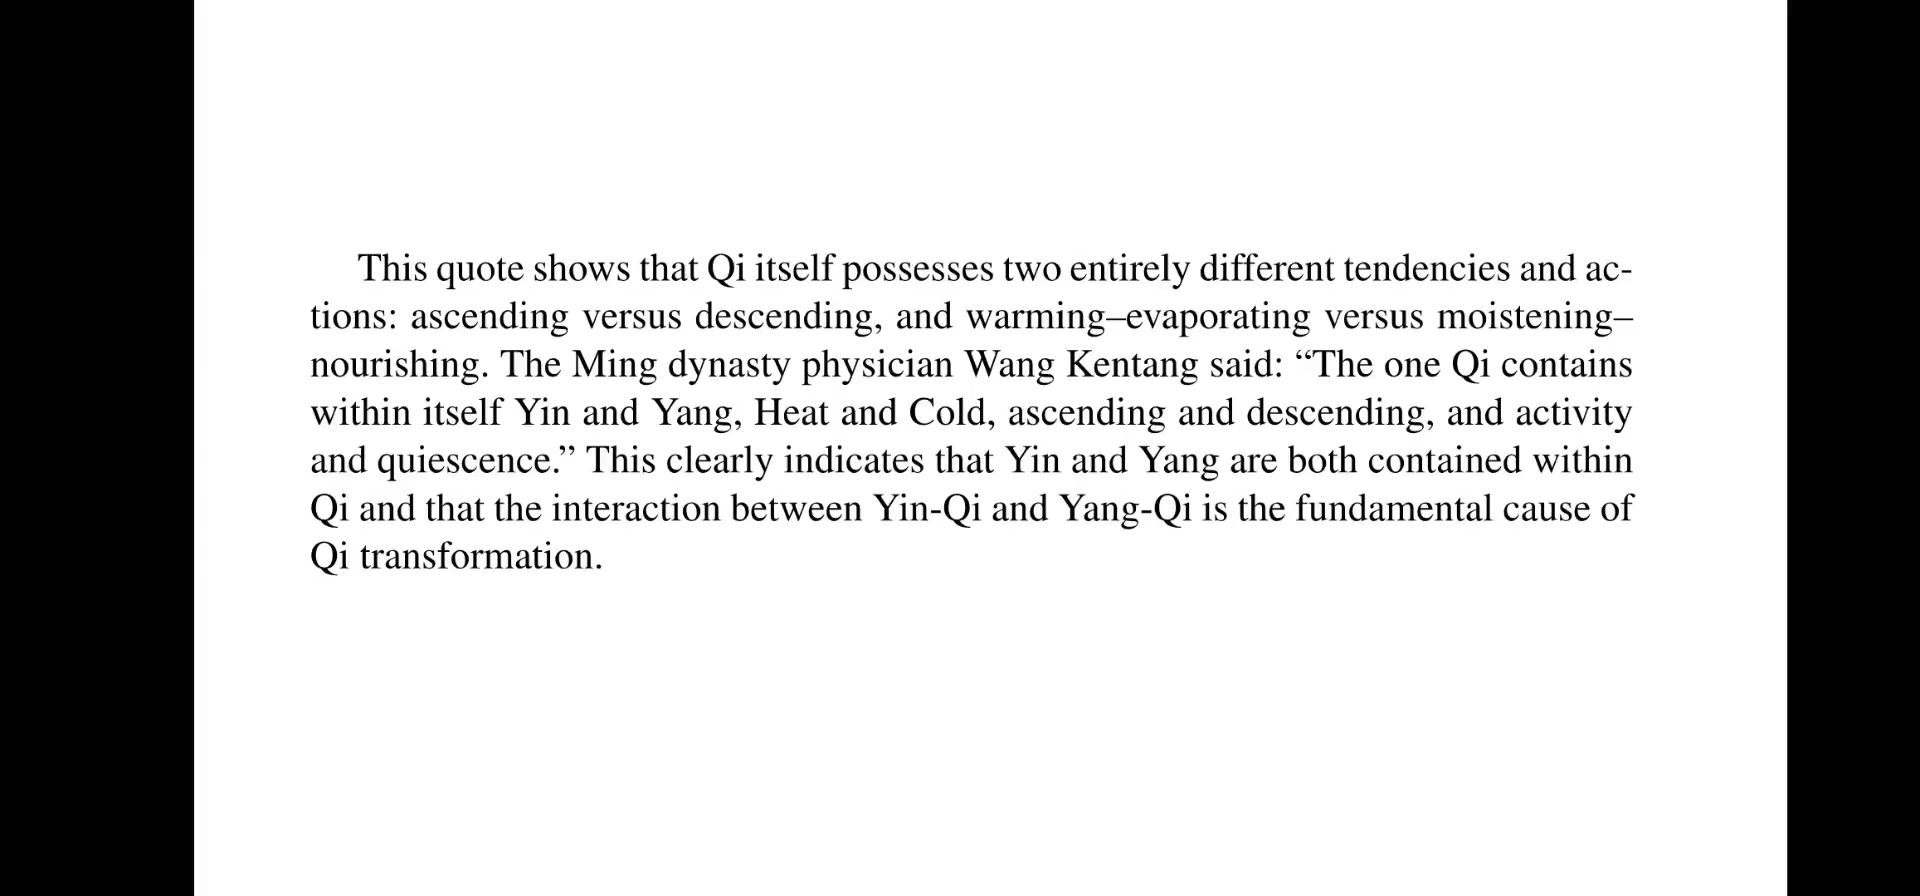 This quote shows that Qi itself possesses two entirely different tendencies and ac-
tions: ascending versus descending, and warming–evaporating versus moistening–
nourishing. The Ming dynasty physician Wang Kentang said: “The one Qi contains
within itself Yin and Yang, Heat and Cold, ascending and descending, and activity
and quiescence.” This clearly indicates that Yin and Yang are both contained within
Qi and that the interaction between Yin-Qi and Yang-Qi is the fundamental cause of
Qi transformation.